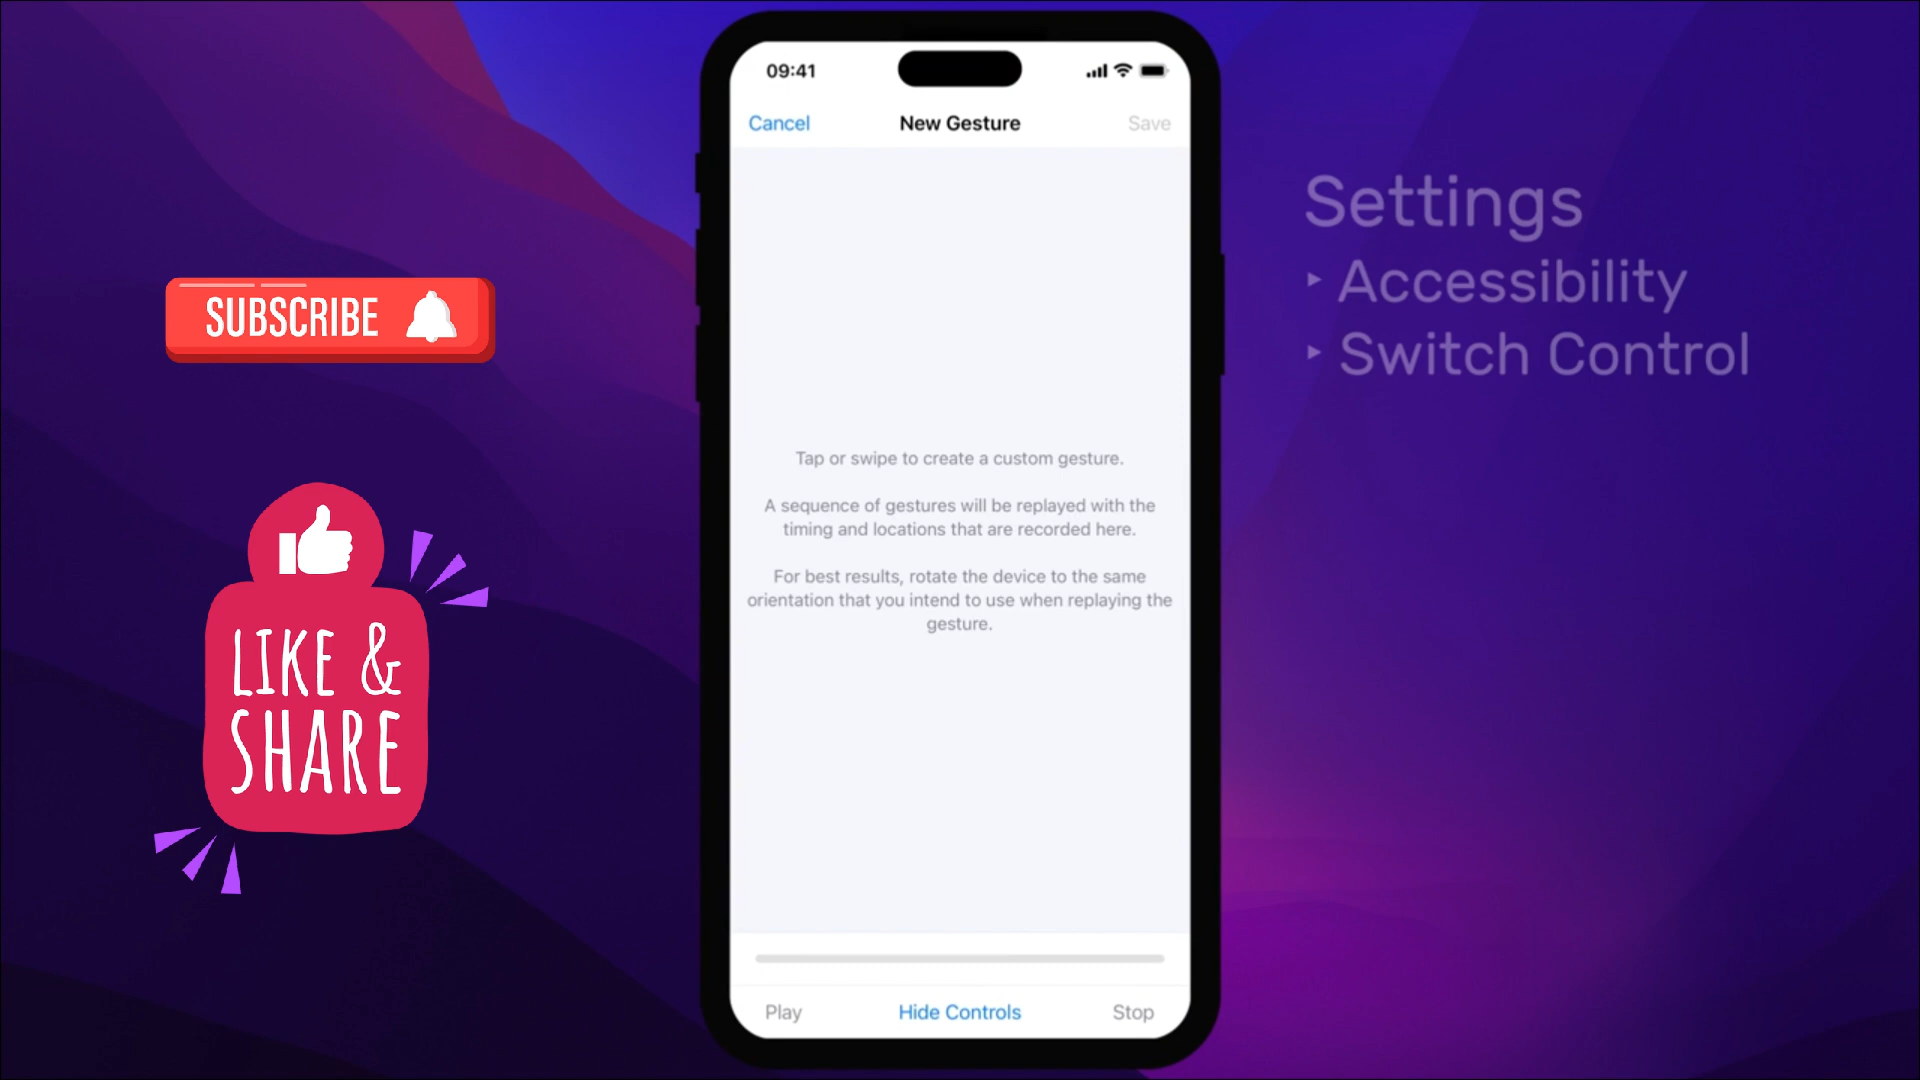 09:41
Cancel
New Gesture
Save
Tap or swipe to create a custom gesture.
A sequence of gestures will be replayed with the
timing and locations that are recorded here.
For best results, rotate the device to the same
orientation that you intend to use when replaying the
gesture.
Play
Hide Controls
Stop
SUBSCRIBE
LIKE &
SHARE
Settings
‣ Accessibility
‣ Switch Control